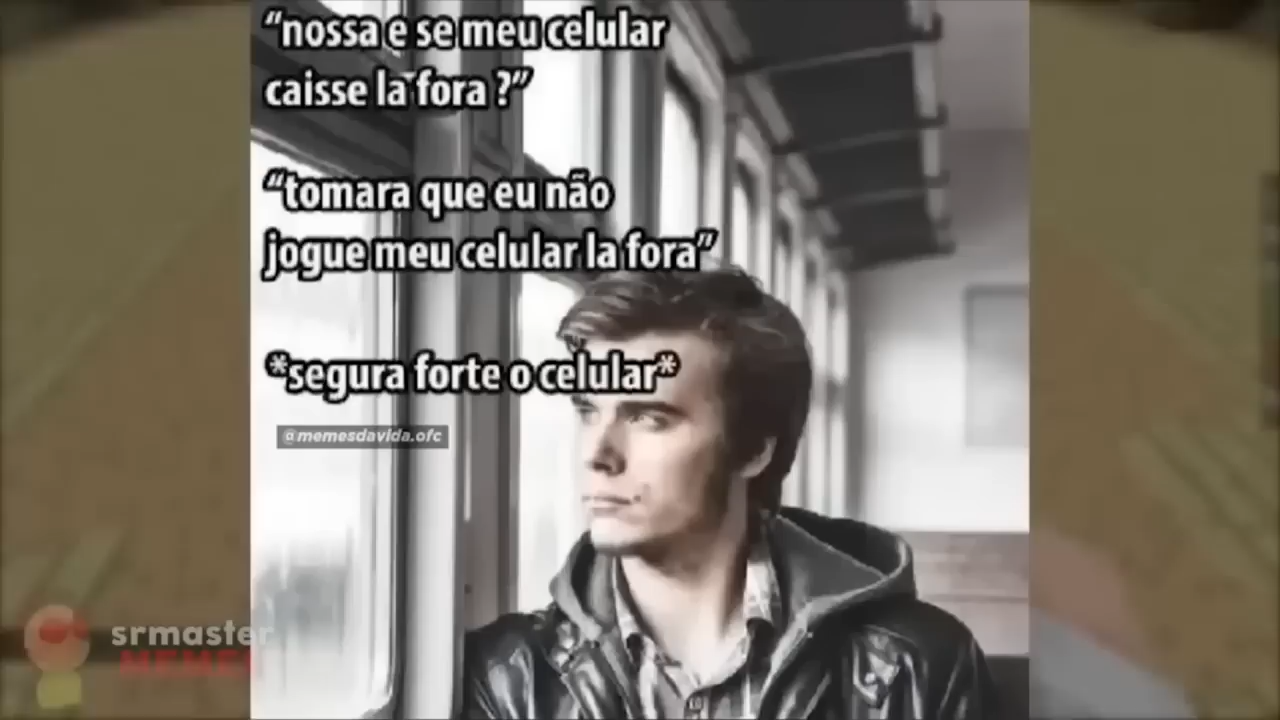 “nossa e se meu celular
caisse la fora ?”
“tomara que eu não
jogue meu celular la fora”
*segura forte o celular*
@memesdavida.ofc
srmaster
MEMES